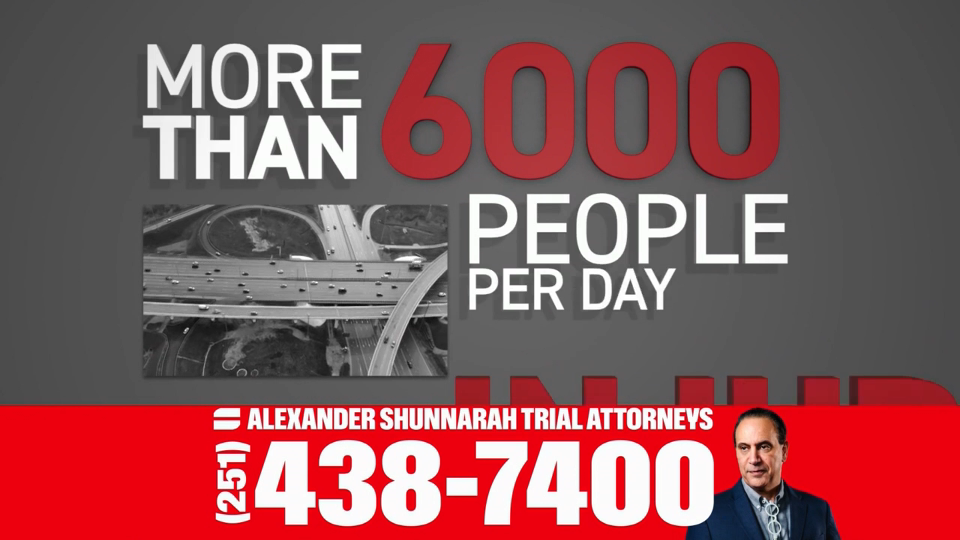 MORE
THAN 6000
PEOPLE
PER DAY
ALEXANDER SHUNNARAH TRIAL ATTORNEYS
(251) 438-7400